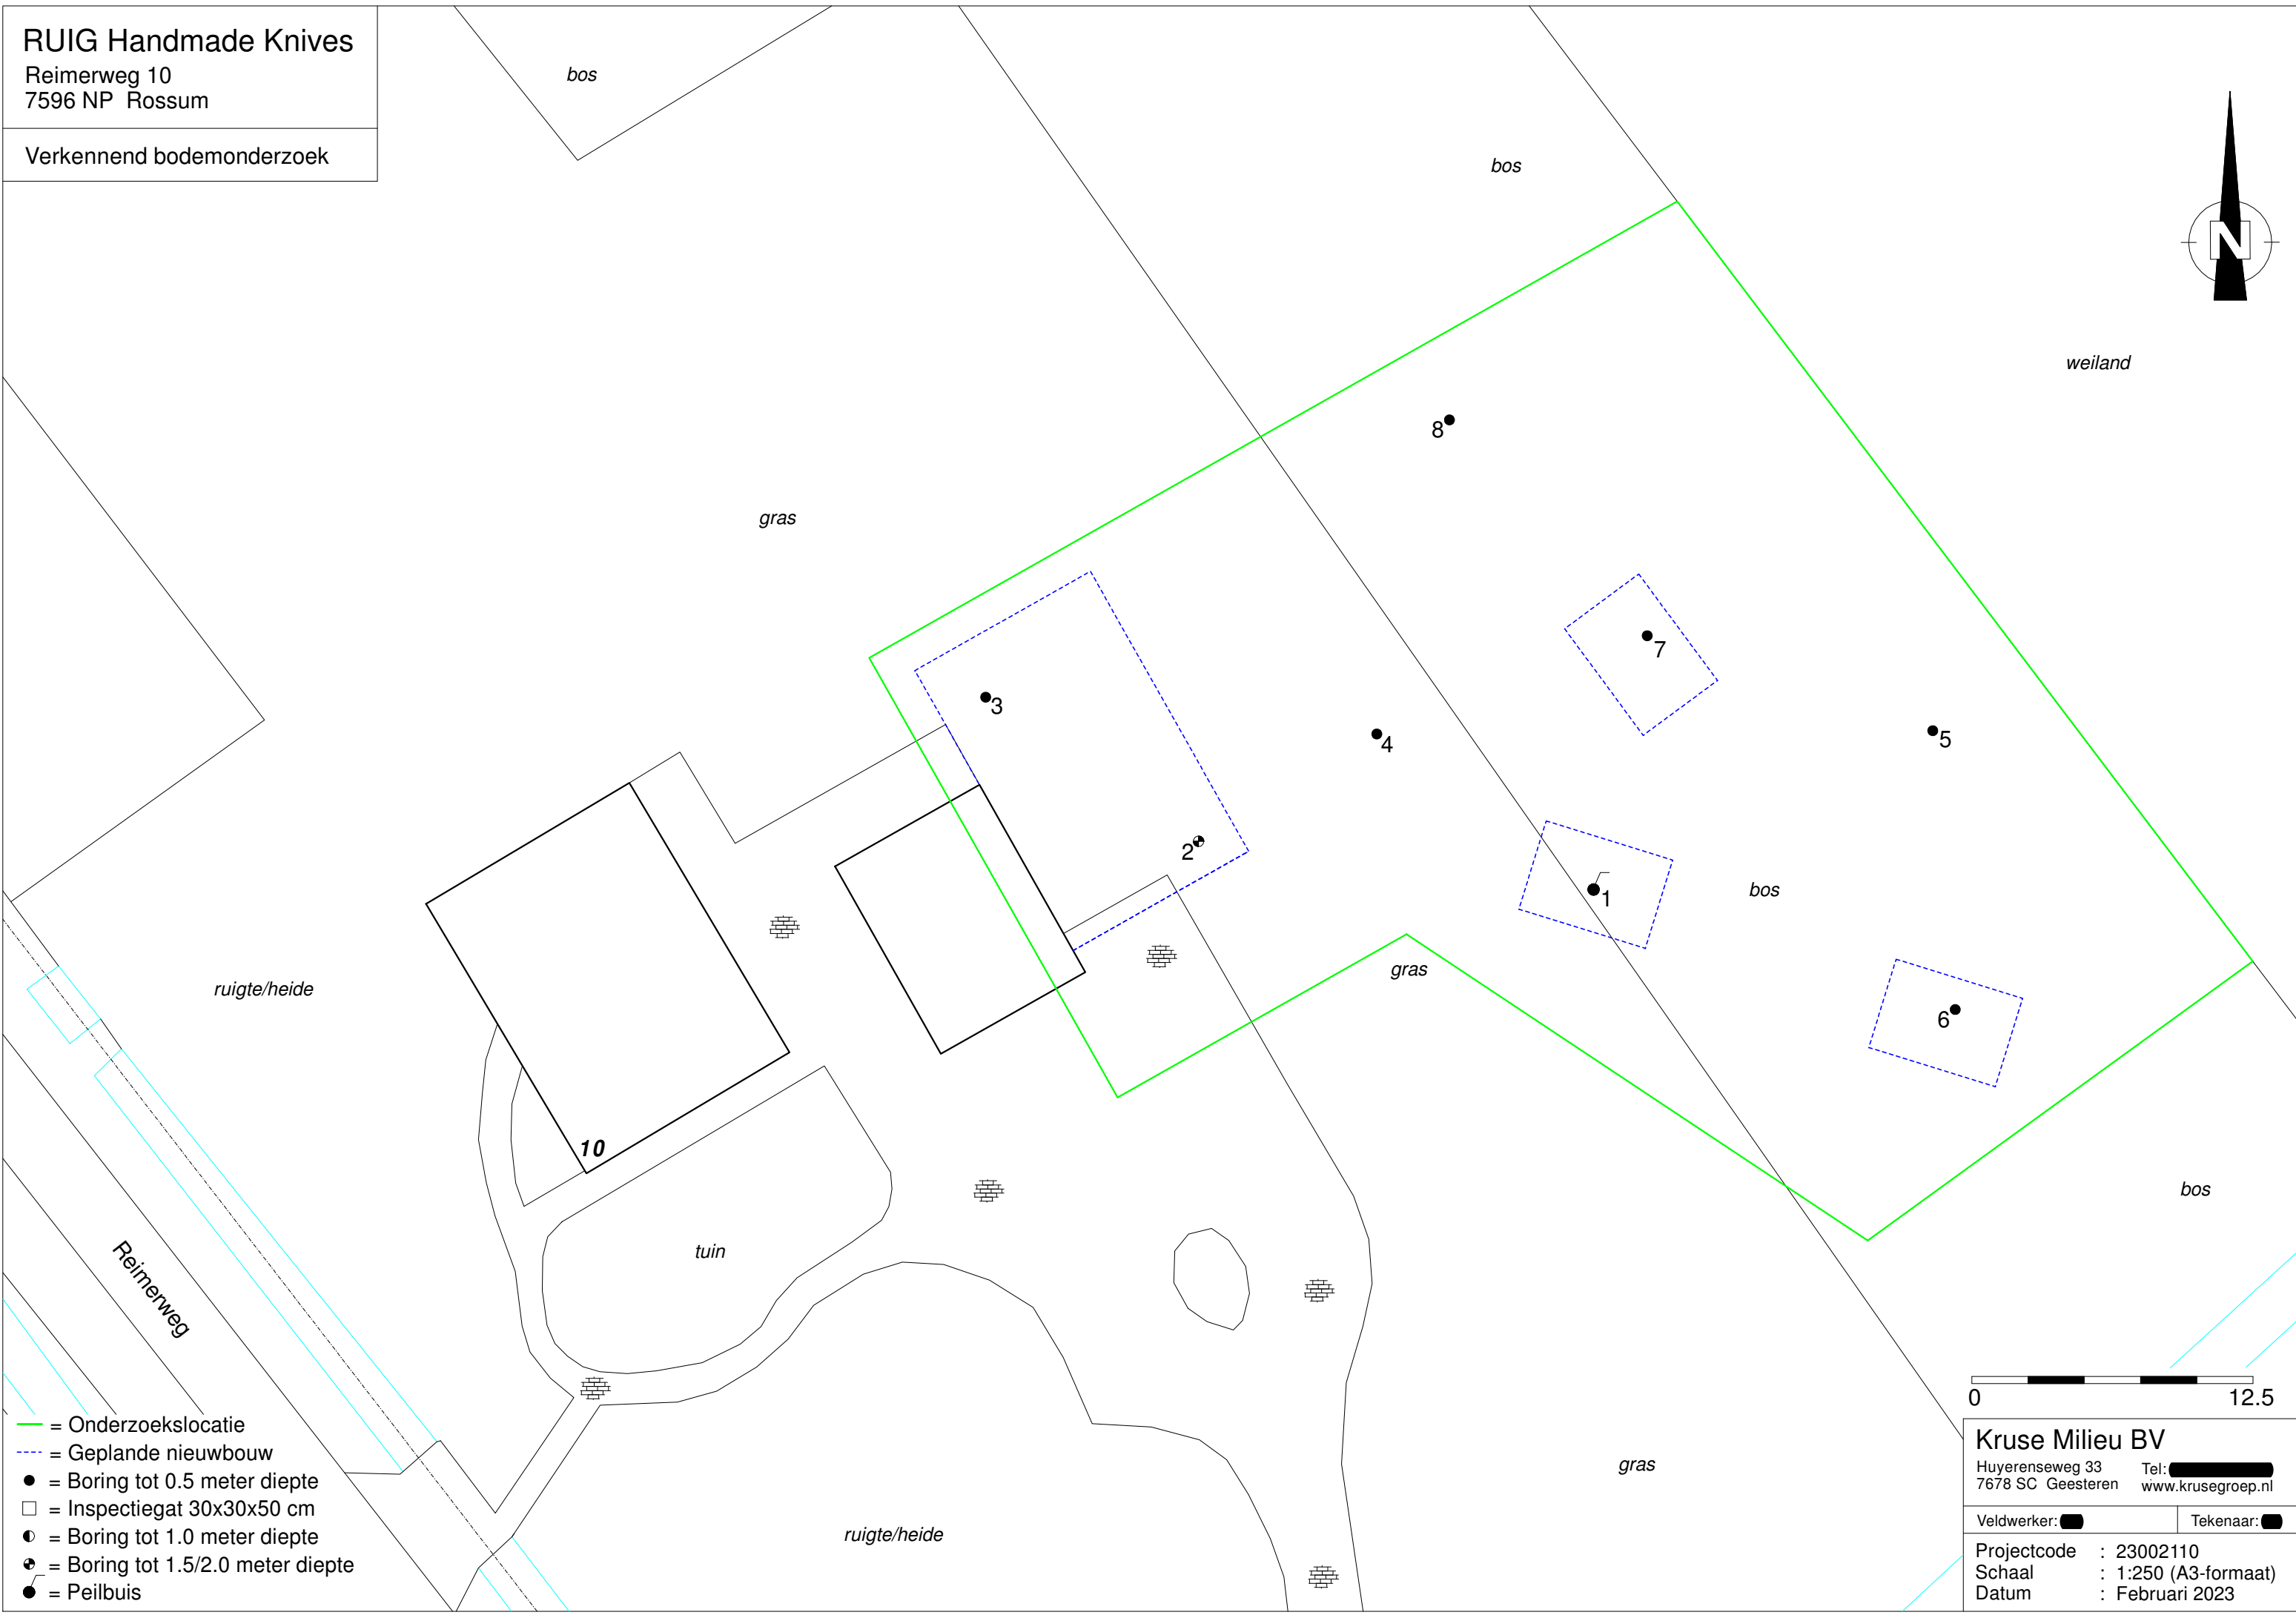 RUIG Handmade Knives
Reimerweg 10
7596 NP Rossum
Verkennend bodemonderzoek
bos
bos
N
weiland
8
gras
7
3
4
5
2
1
bos
gras
6
ruigte/heide
10
bos
tuin
Reimerweg
0 12.5
gras
ruigte/heide
= Onderzoekslocatie
= Geplande nieuwbouw
= Boring tot 0.5 meter diepte
= Inspectiegat 30x30x50 cm
= Boring tot 1.0 meter diepte
= Boring tot 1.5/2.0 meter diepte
= Peilbuis
Kruse Milieu BV
Huyerenseweg 33 Tel:
7678 SC Geesteren www.krusegroep.nl
Veldwerker: Tekenaar:
Projectcode : 23002110
Schaal : 1:250 (A3-formaat)
Datum : Februari 2023